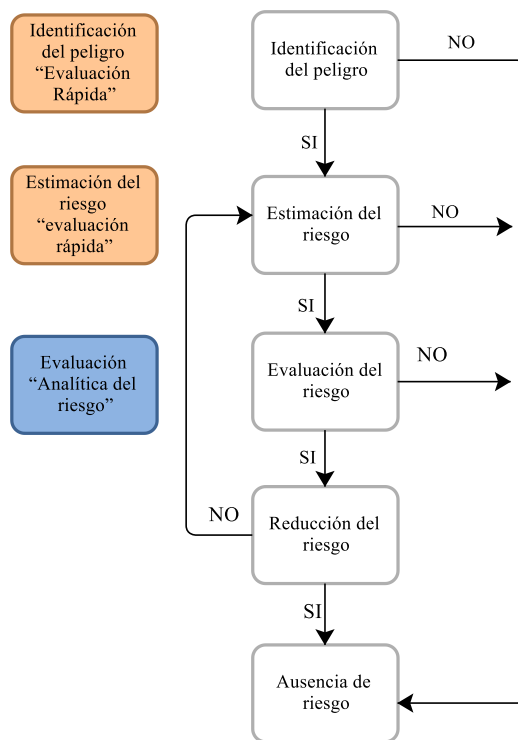 Identificación
del peligro
“Evaluación
Rápida”
Identificación
del peligro
NO
SI
Estimación del
riesgo
“evaluación
rápida”
Estimación del
riesgo
NO
SI
Evaluación
“Analítica del
riesgo”
Evaluación del
riesgo
NO
SI
NO
Reducción del
riesgo
SI
Ausencia de
riesgo